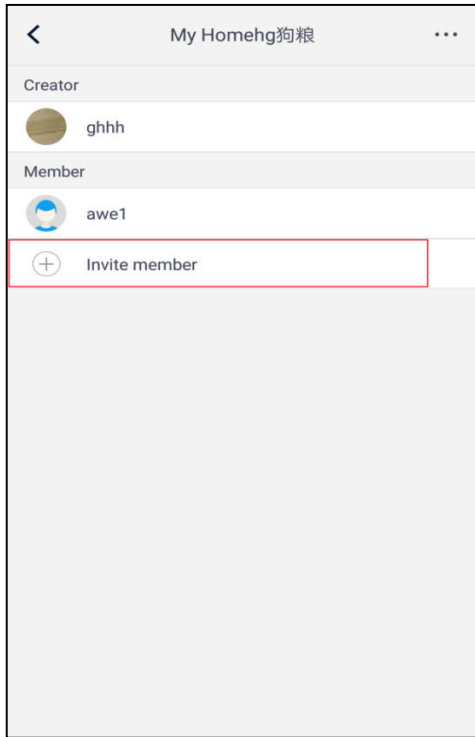 My Homehg狗粮
Creator
ghhh
Member
awe1
Invite member